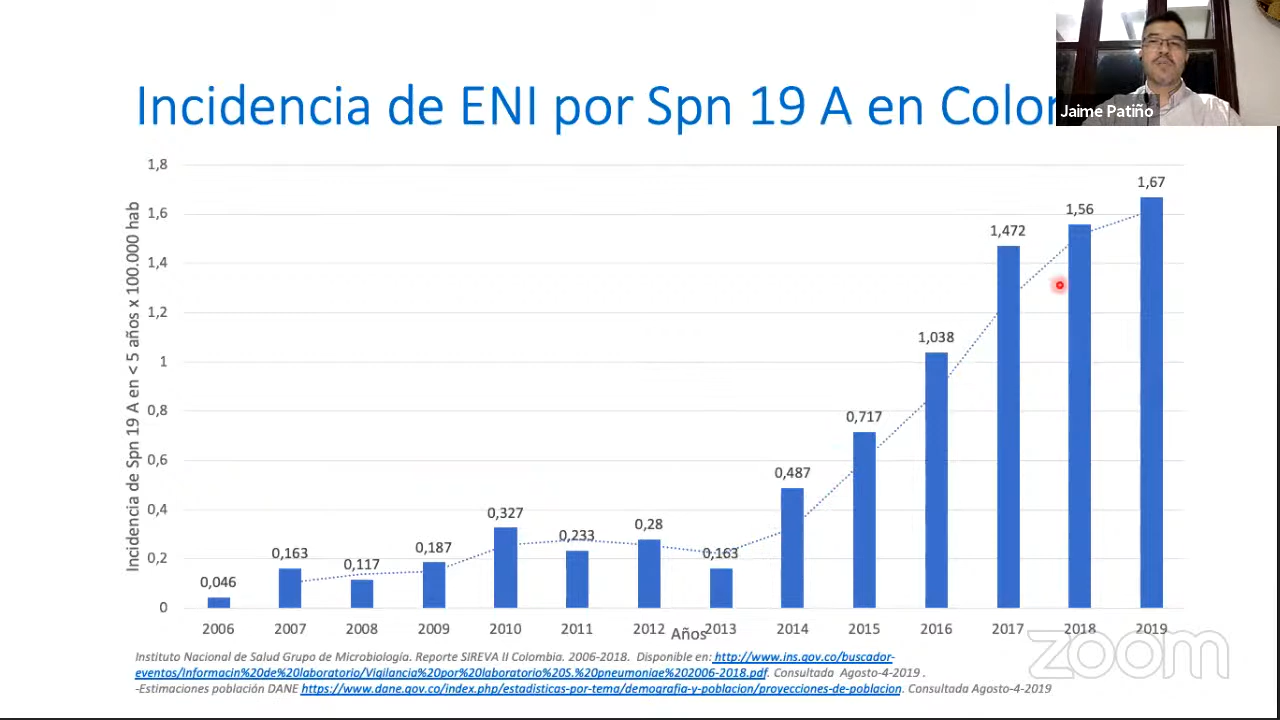 Incidencia de ENI por Spn 19 A en Colo
Jaime Patiño
Incidencia de Spn 19 A en < 5 años x 100.000 hab
1,8
1,6
1,4
1,2
1
0,8
0,6
0,4
0,2
0
0,046
0,163
0,117
0,187
0,327
0,233
0,28
0,163
0,487
0,717
1,038
1,472
1,56
1,67
2006 2007 2008 2009 2010 2011 2012 2013 2014 2015 2016 2017 2018 2019
Años
Instituto Nacional de Salud Grupo de Microbiología. Reporte SIREVA II Colombia. 2006-2018. Disponible en: http://www.ins.gov.co/buscador-
eventos/Informacin%20de%20laboratorio/Vigilancia%20por%20laboratorio%20S.%20pneumoniae%202006-2018.pdf. Consultada Agosto-4-2019 .
-Estimaciones población DANE https://www.dane.gov.co/index.php/estadisticas-por-tema/demografia-y-poblacion/proyecciones-de-poblacion. Consultada Agosto-4-2019
zoom